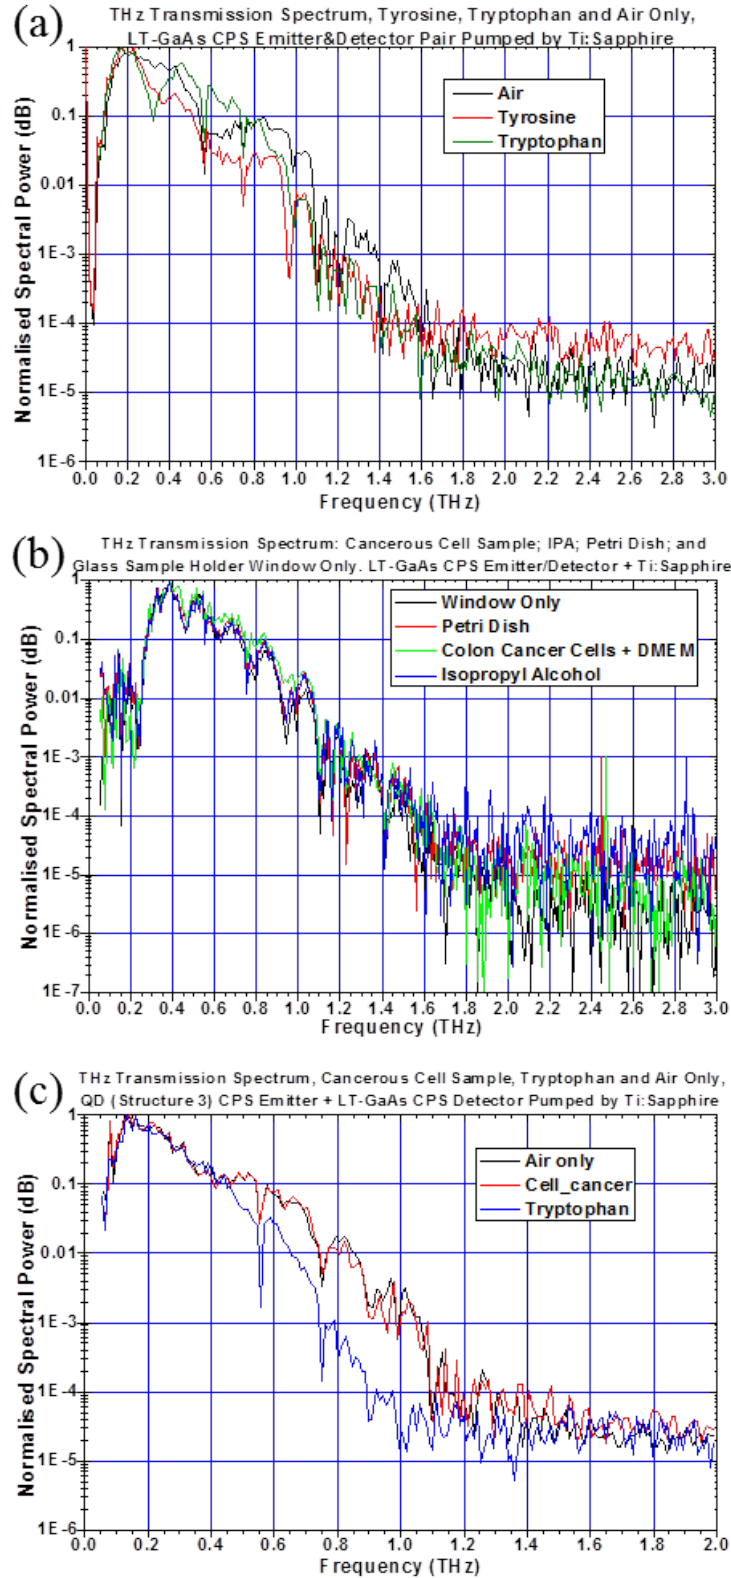 (a)
THz Transmission Spectrum, Tyrosine, Tryptophan and Air Only,
LT-GaAs CPS Emitter&Detector Pair Pumped by Ti:Sapphire
Normalised Spectral Power (dB)
1
0.1
0.01
1E-3
1E-4
1E-5
1E-6
Air
Tyrosine
Tryptophan
0.0 0.2 0.4 0.6 0.8 1.0 1.2 1.4 1.6 1.8 2.0 2.2 2.4 2.6 2.8 3.0
Frequency (THz)
(b)
THz Transmission Spectrum: Cancerous Cell Sample; IPA; Petri Dish; and
Glass Sample Holder Window Only. LT-GaAs CPS Emitter/Detector + Ti:Sapphire
Normalised Spectral Power (dB)
1
0.1
0.01
1E-3
1E-4
1E-5
1E-6
1E-7
Window Only
Petri Dish
Colon Cancer Cells + DMEM
Isopropyl Alcohol
0.0 0.2 0.4 0.6 0.8 1.0 1.2 1.4 1.6 1.8 2.0 2.2 2.4 2.6 2.8 3.0
Frequency (THz)
(c)
THz Transmission Spectrum, Cancerous Cell Sample, Tryptophan and Air Only,
QD (Structure 3) CPS Emitter + LT-GaAs CPS Detector Pumped by Ti:Sapphire
Normalised Spectral Power (dB)
1
0.1
0.01
1E-3
1E-4
1E-5
1E-6
Air only
Cell_cancer
Tryptophan
0.0 0.2 0.4 0.6 0.8 1.0 1.2 1.4 1.6 1.8 2.0
Frequency (THz)